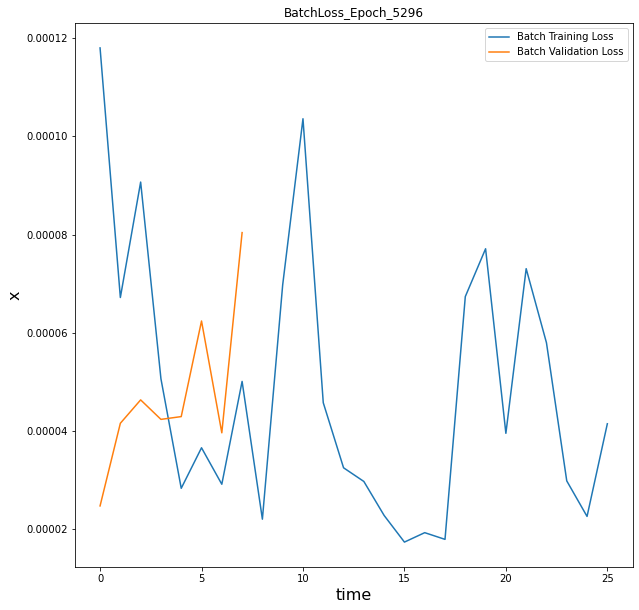 BatchLoss_Epoch_5296
Batch Training Loss
Batch Validation Loss
0.00012
0.00010
0.00008
0.00006
0.00004
0.00002
x
0 5 10 15 20 25
time